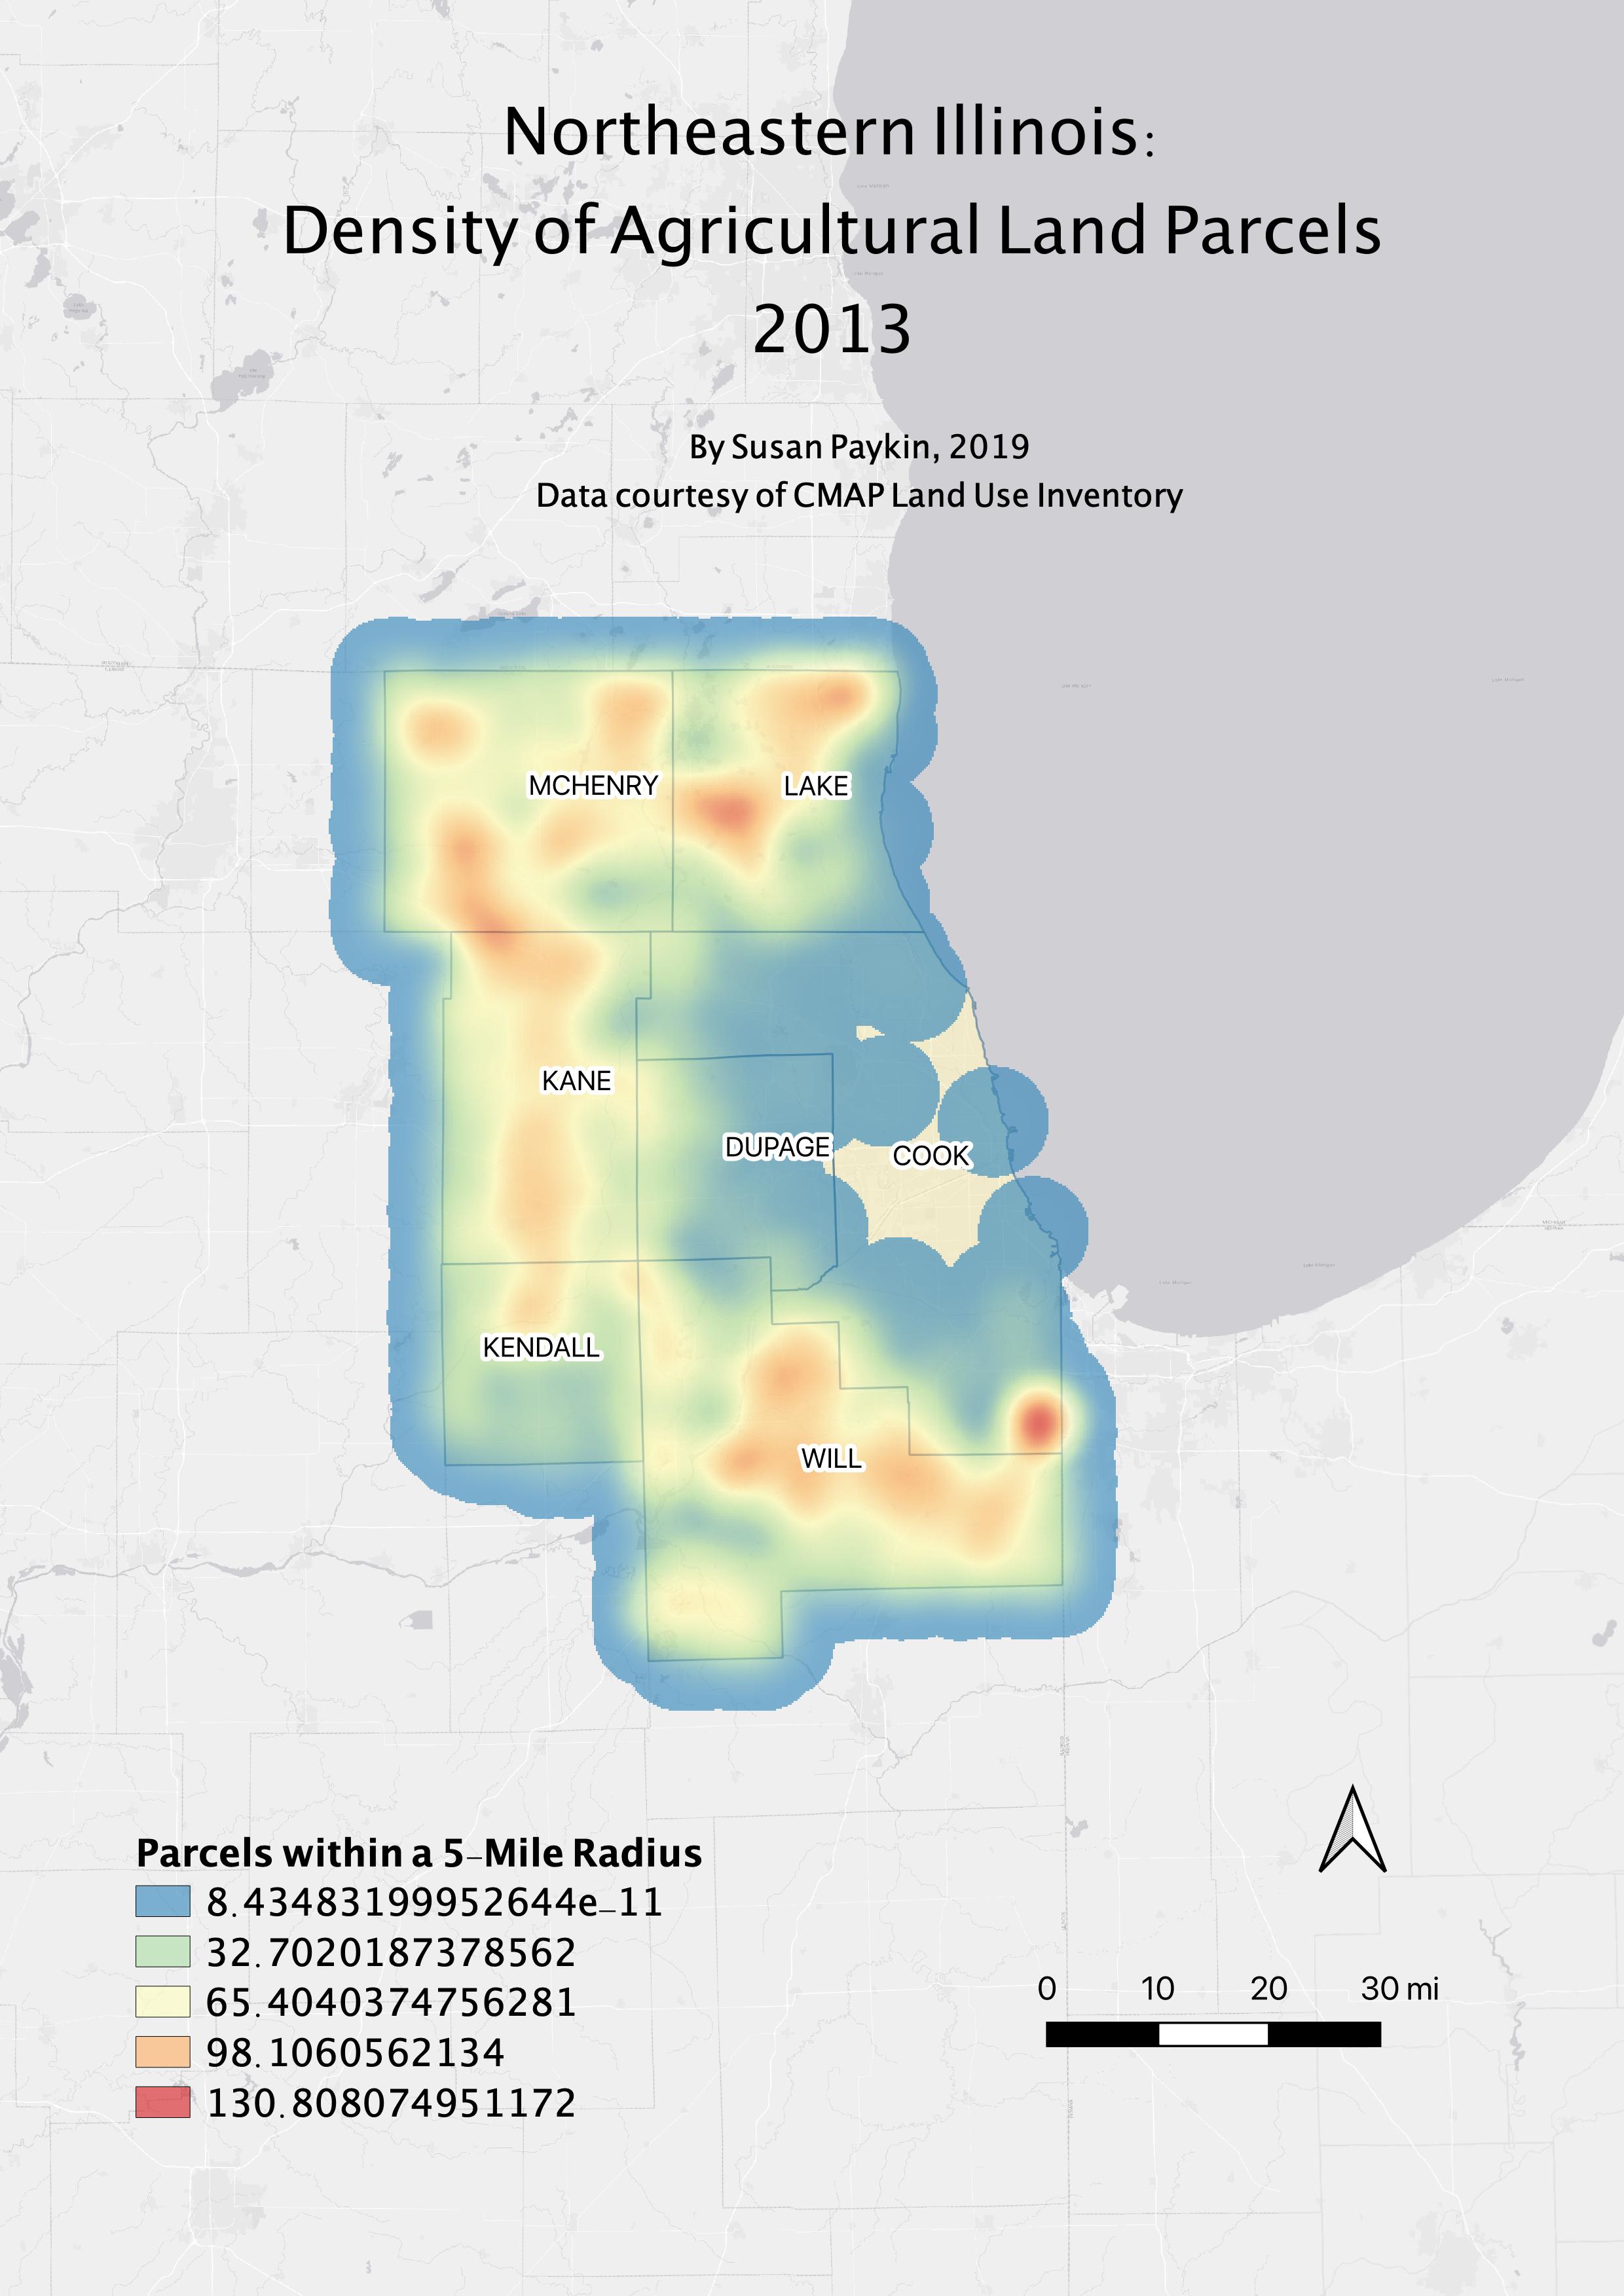 Northeastern Illinois:
Density of Agricultural Land Parcels
2013
By Susan Paykin, 2019
Data courtesy of CMAP Land Use Inventory
MCHENRY
LAKE
KANE
DUPAGE
COOK
KENDALL
WILL
Parcels within a 5-Mile Radius
8.43483199952644e-11
32.7020187378562
65.4040374756281
98.1060562134
130.808074951172
0 10 20 30 mi